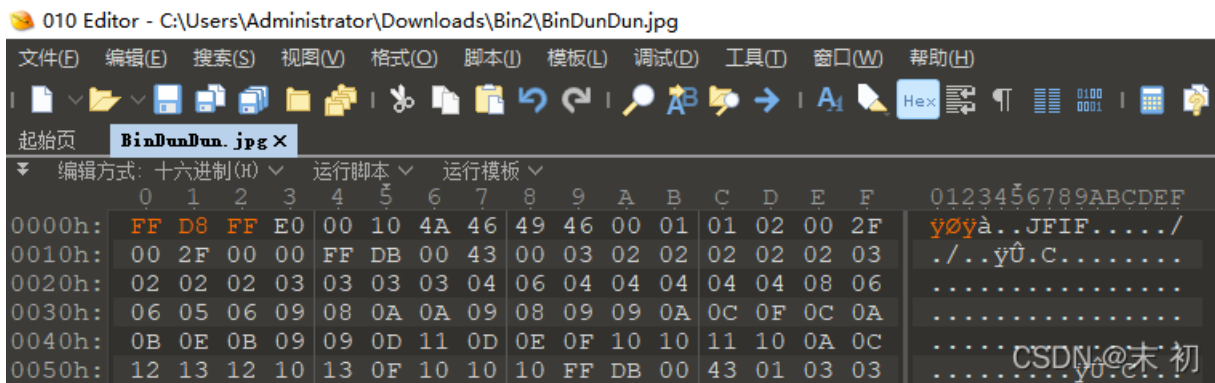 010 Editor - C:\Users\Administrator\Downloads\Bin2\BinDunDun.jpg
文件(F) 编辑(E) 搜索(S) 视图(V) 格式(O) 脚本(I) 模板(L) 调试(D) 工具(T) 窗口(W) 帮助(H)
Hex
起始页 BinDunDun.jpg ×
编辑方式: 十六进制(H) 运行脚本 运行模板
0 1 2 3 4 5 6 7 8 9 A B C D E F 0123456789ABCDEF
0000h: FF D8 FF E0 00 10 4A 46 49 46 00 01 01 02 00 2F ÿØÿà..JFIF...../
0010h: 00 2F 00 00 FF DB 00 43 00 03 02 02 02 02 02 03 ./..ÿÛ.C........
0020h: 02 02 02 03 03 03 03 04 06 04 04 04 04 04 08 06 ................
0030h: 06 05 06 09 08 0A 0A 09 08 09 09 0A 0C 0F 0C 0A ................
0040h: 0B 0E 0B 09 09 0D 11 0D 0E 0F 10 10 11 10 0A 0C ................
0050h: 12 13 12 10 13 0F 10 10 10 FF DB 00 43 01 03 03 .........ÿÛ.C...
CSDN @末 初